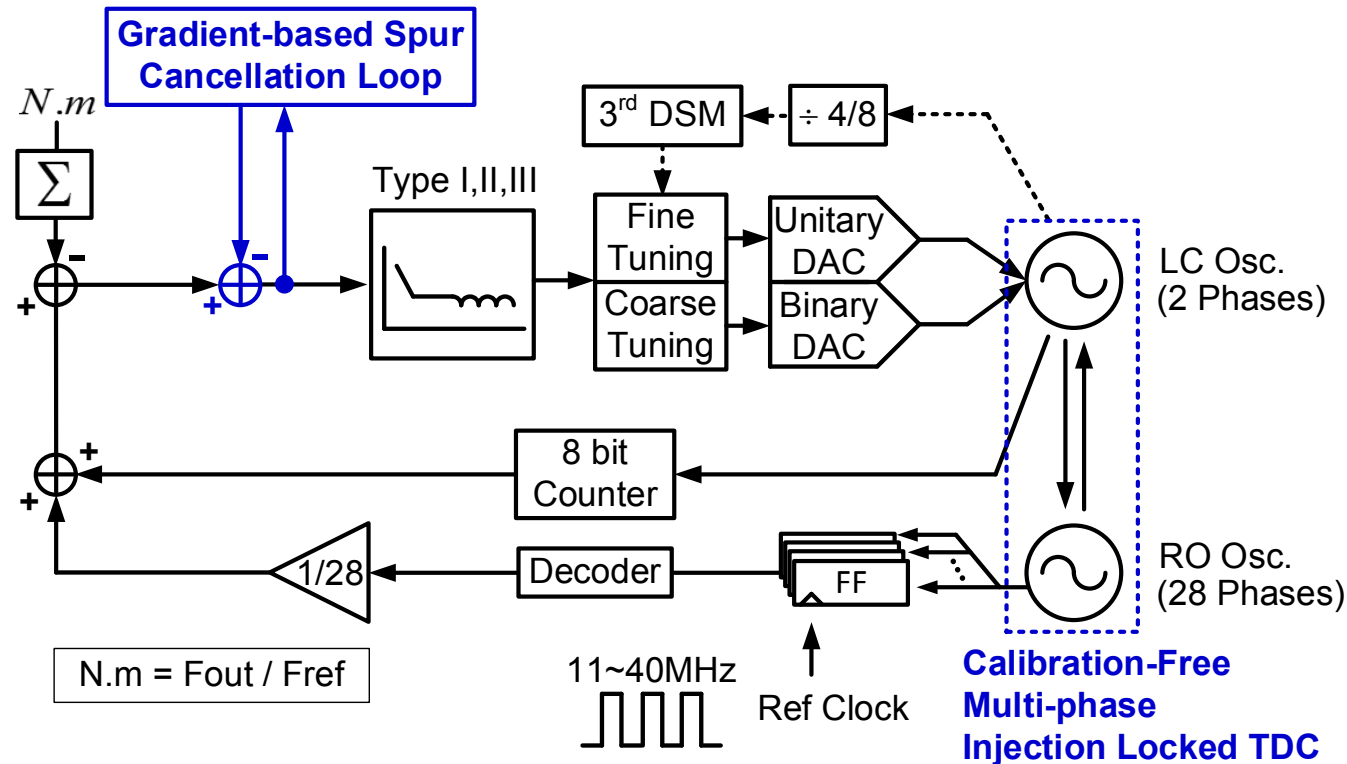 Gradient-based Spur
Cancellation Loop
N.m
Σ
3rd DSM
÷ 4/8
Type I,II,III
Fine
Tuning
Coarse
Tuning
Unitary
DAC
Binary
DAC
LC Osc.
(2 Phases)
-
+
-
+
+
+
8 bit
Counter
1/28
Decoder
FF
RO Osc.
(28 Phases)
N.m = Fout / Fref
11~40MHz
Ref Clock
Calibration-Free
Multi-phase
Injection Locked TDC